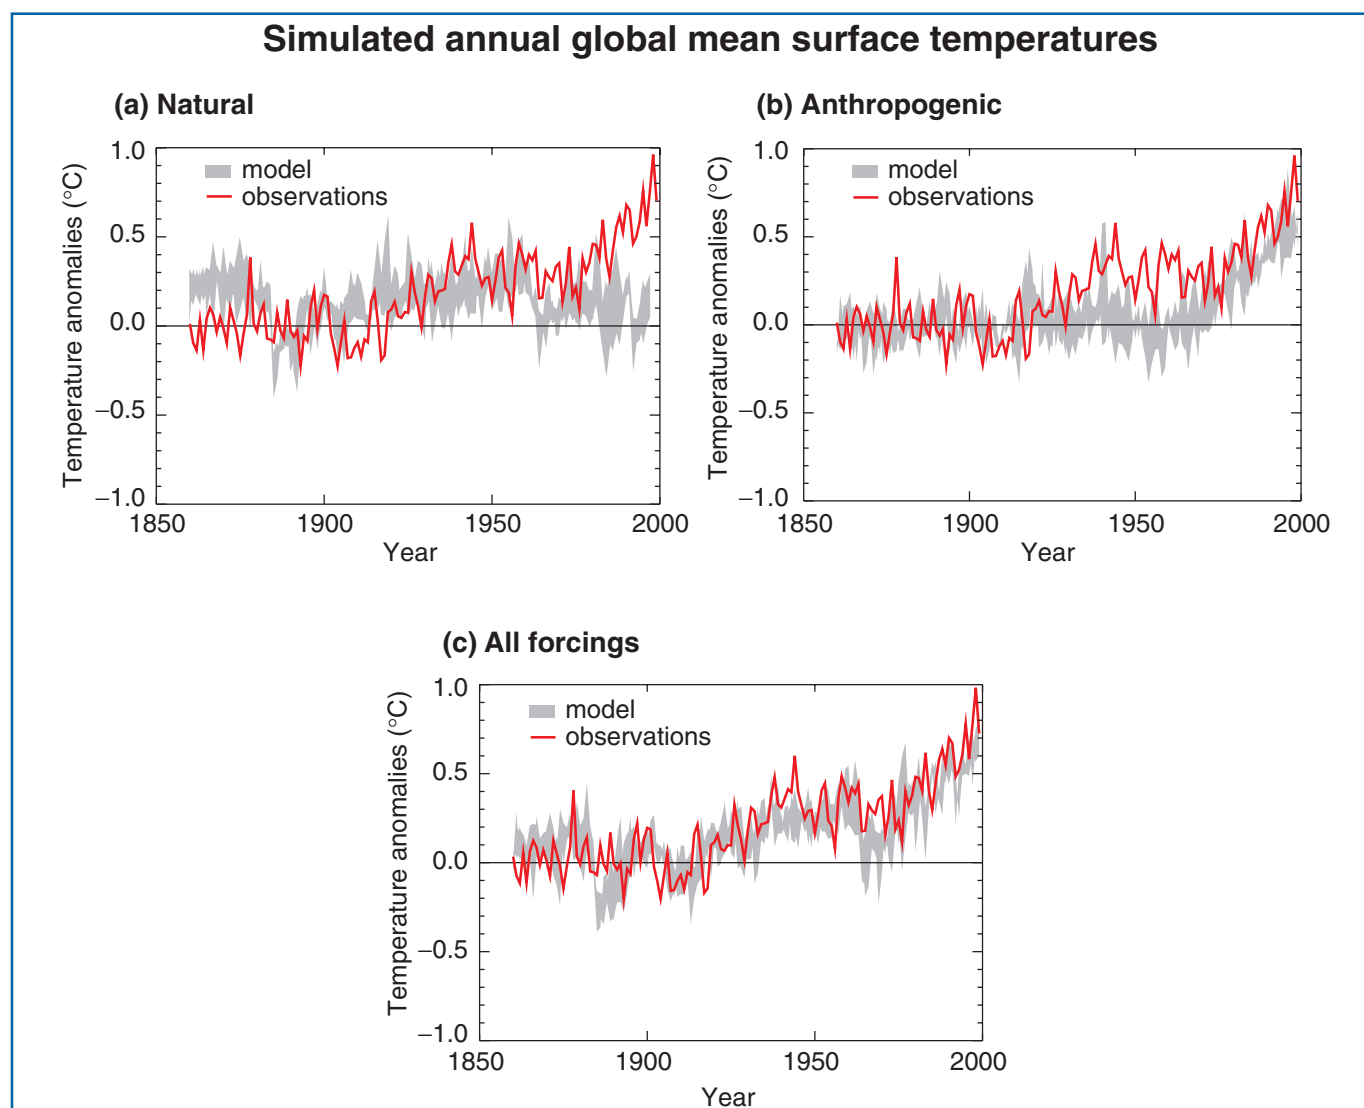 Simulated annual global mean surface temperatures
(a) Natural
1.0
0.5
0.0
−0.5
−1.0
Temperature anomalies (°C)
model
observations
1850
1900
1950
2000
Year
(b) Anthropogenic
1.0
0.5
0.0
−0.5
−1.0
Temperature anomalies (°C)
model
observations
1850
1900
1950
2000
Year
(c) All forcings
1.0
0.5
0.0
−0.5
−1.0
Temperature anomalies (°C)
model
observations
1850
1900
1950
2000
Year